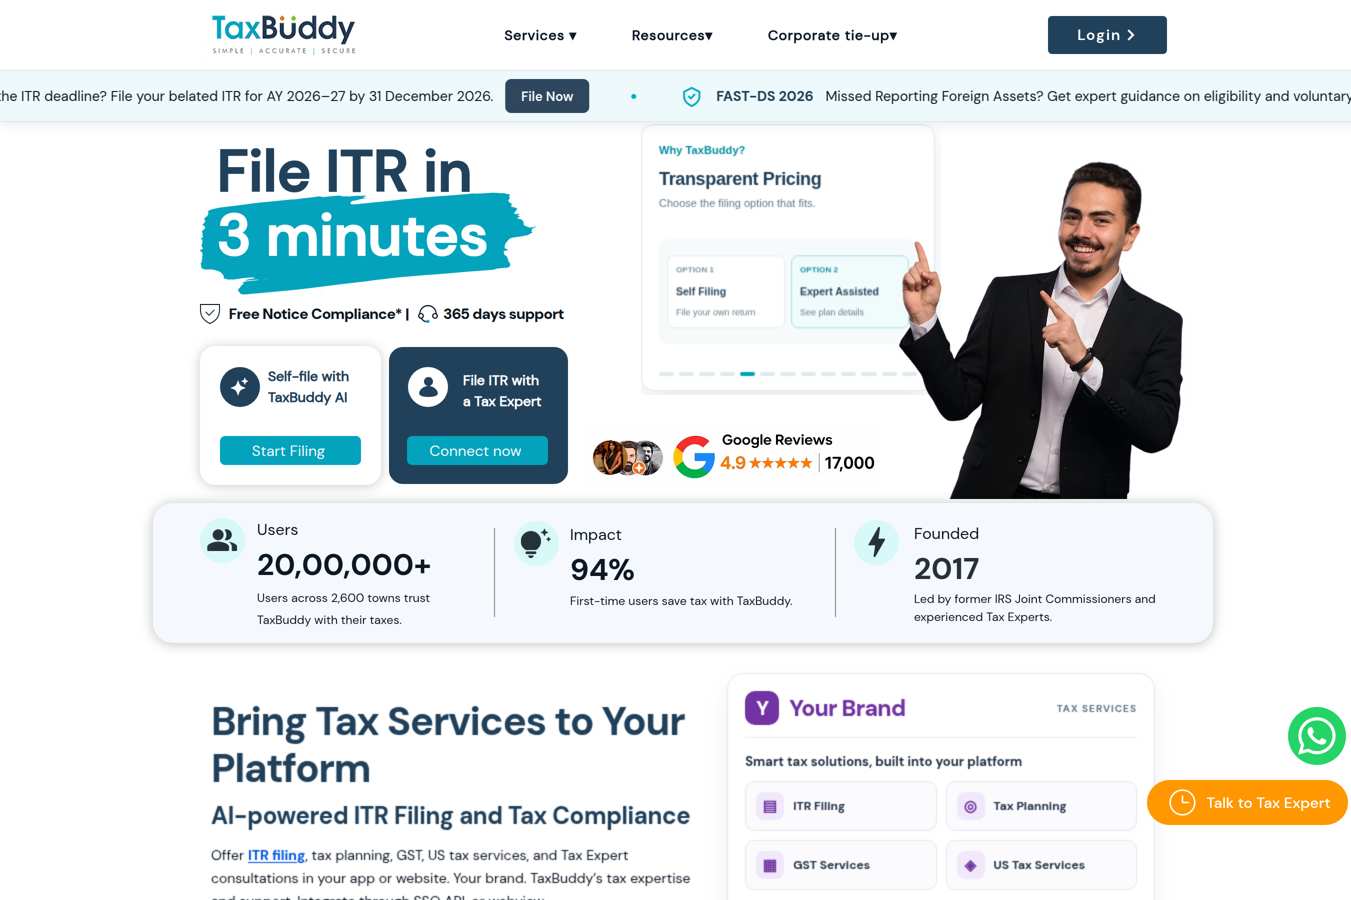 TaxBuddy
SIMPLE | ACCURATE | SECURE
Services ▾
Resources▾
Corporate tie-up▾
Login >
the ITR deadline? File your belated ITR for AY 2026–27 by 31 December 2026.
File Now
• FAST-DS 2026 Missed Reporting Foreign Assets? Get expert guidance on eligibility and voluntary
File ITR in
3 minutes
Free Notice Compliance* | 365 days support
Self-file with
TaxBuddy AI
Start Filing
File ITR with
a Tax Expert
Connect now
Why TaxBuddy?
Transparent Pricing
Choose the filing option that fits.
OPTION 1
Self Filing
File your own return
OPTION 2
Expert Assisted
See plan details
Google Reviews
4.9 ★★★★★ | 17,000
Users
20,00,000+
Users across 2,600 towns trust
TaxBuddy with their taxes.
Impact
94%
First-time users save tax with TaxBuddy.
Founded
2017
Led by former IRS Joint Commissioners and
experienced Tax Experts.
Bring Tax Services to Your
Platform
AI-powered ITR Filing and Tax Compliance
Offer ITR filing, tax planning, GST, US tax services, and Tax Expert
consultations in your app or website. Your brand. TaxBuddy's tax expertise
and support. Integrate through SSO API, or webview.
Y Your Brand
TAX SERVICES
Smart tax solutions, built into your platform
ITR Filing
Tax Planning
GST Services
US Tax Services
Talk to Tax Expert